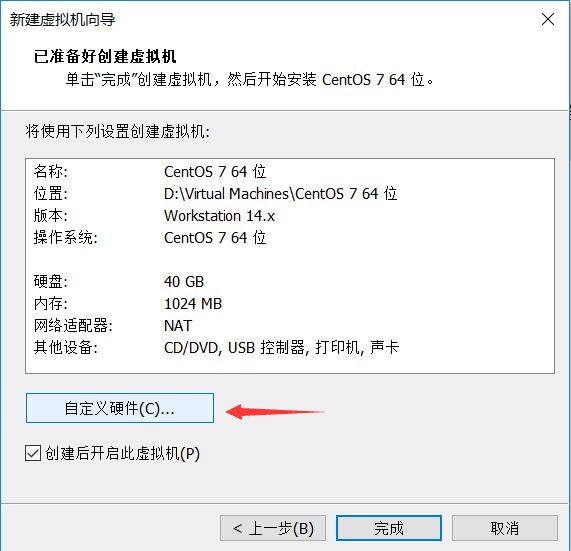 新建虚拟机向导
已准备好创建虚拟机
单击“完成”创建虚拟机，然后开始安装 CentOS 7 64 位。
将使用下列设置创建虚拟机:
名称: CentOS 7 64 位
位置: D:\Virtual Machines\CentOS 7 64 位
版本: Workstation 14.x
操作系统: CentOS 7 64 位
硬盘: 40 GB
内存: 1024 MB
网络适配器: NAT
其他设备: CD/DVD, USB 控制器, 打印机, 声卡
自定义硬件(C)...
创建后开启此虚拟机(P)
< 上一步(B) 完成 取消